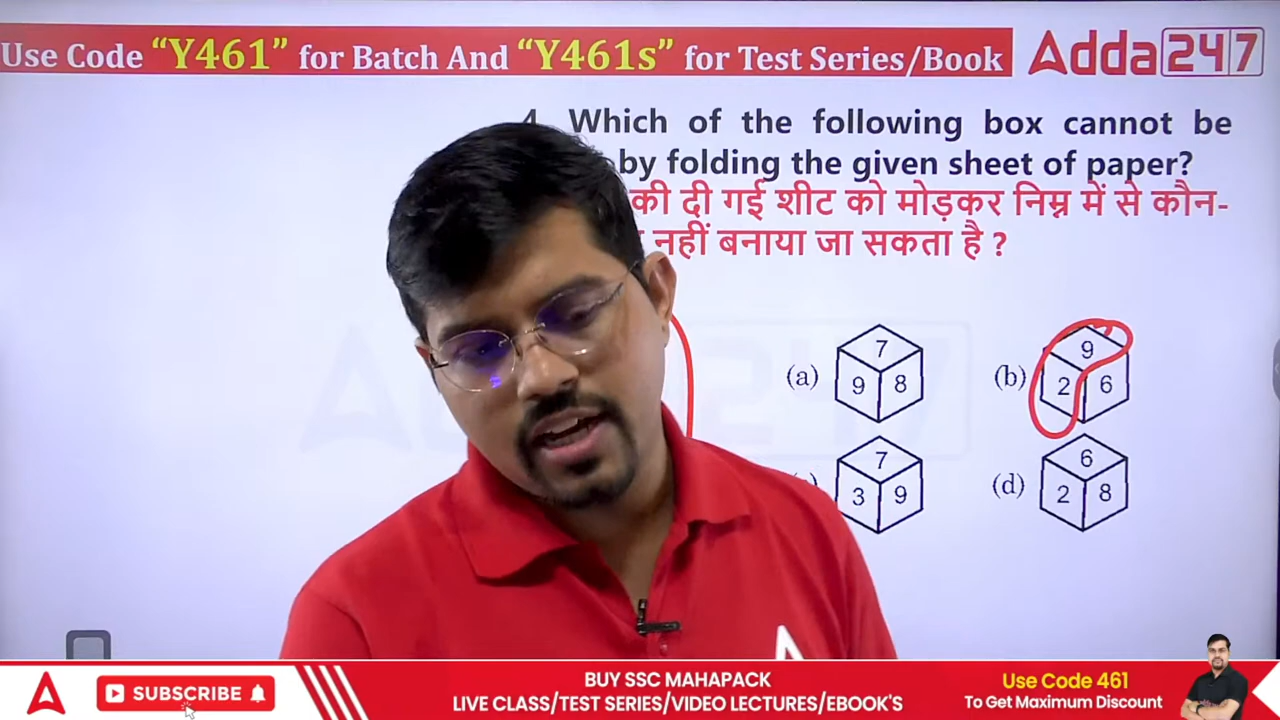 Use Code “Y461” for Batch And “Y461s” for Test Series/Book
Adda247
4. Which of the following box cannot be
by folding the given sheet of paper?
की दी गई शीट को मोड़कर निम्न में से कौन-
नहीं बनाया जा सकता है ?
(a) 7 9 8
(b) 9 2 6
7 3 9
(d) 6 2 8
SUBSCRIBE
BUY SSC MAHAPACK
LIVE CLASS/TEST SERIES/VIDEO LECTURES/EBOOK'S
Use Code 461
To Get Maximum Discount